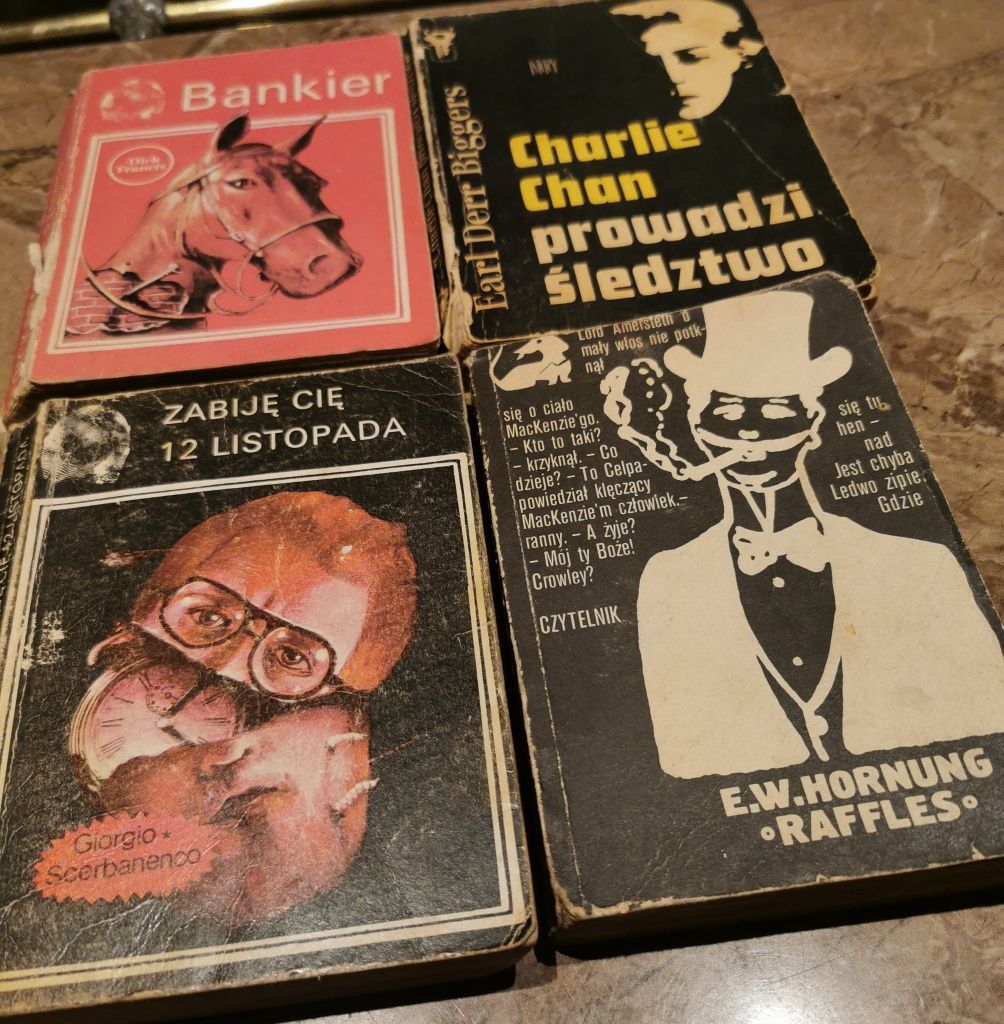 Bankier
Dick
Francis
Earl Derr Biggers
KAW
Charlie
Chan
prowadzi
śledztwo
ZABIJĘ CIĘ
12 LISTOPADA
Giorgio
Scerbanenco
Lord Amersteth o
mały włos nie potk-
nął
się o ciało
MacKenzie'go.
– Kto to taki?
– krzyknął. – Co
dzieje? – To Celpa-
powiedział klęczący
MacKenzie'm człowiek.–
ranny. – A żyje?
– Mój ty Boże!
Crowley?
CZYTELNIK
się tu
hen –
nad
Jest chyba
Ledwo zipie.
Gdzie
E.W. HORNUNG
•RAFFLES•